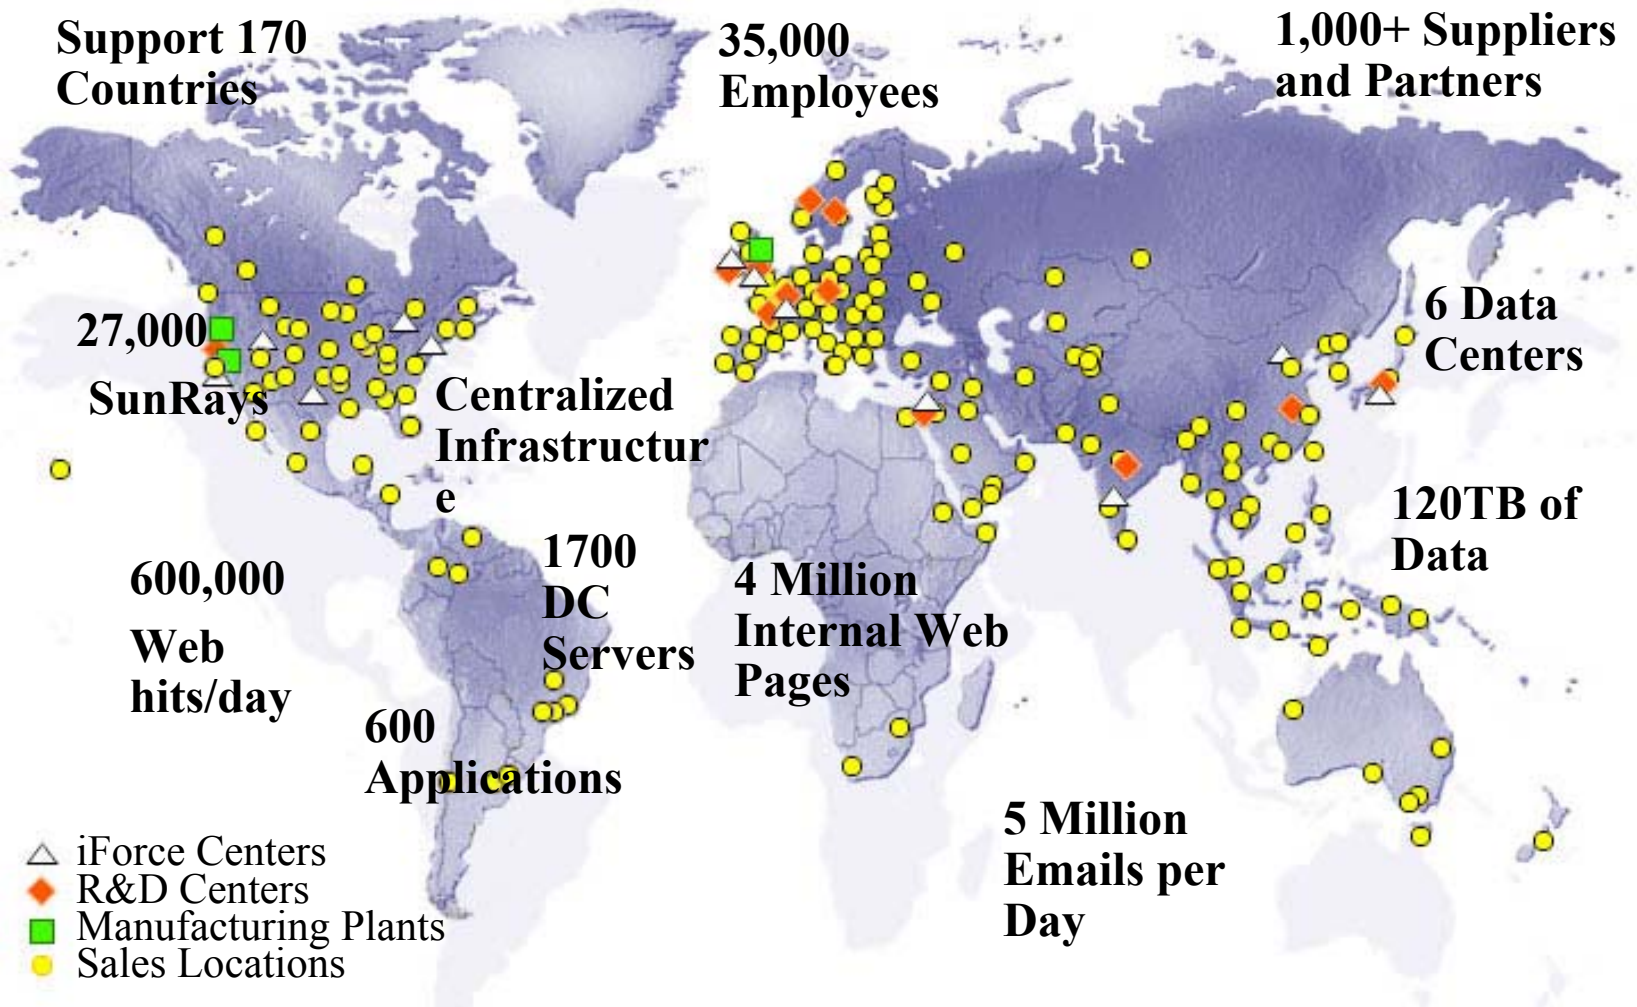 Support 170
Countries
35,000
Employees
1,000+ Suppliers
and Partners
27,000
SunRays
Centralized
Infrastructur
e
6 Data
Centers
120TB of
Data
600,000
Web
hits/day
1700
DC
Servers
4 Million
Internal Web
Pages
600
Applications
5 Million
Emails per
Day
iForce Centers
R&D Centers
Manufacturing Plants
Sales Locations